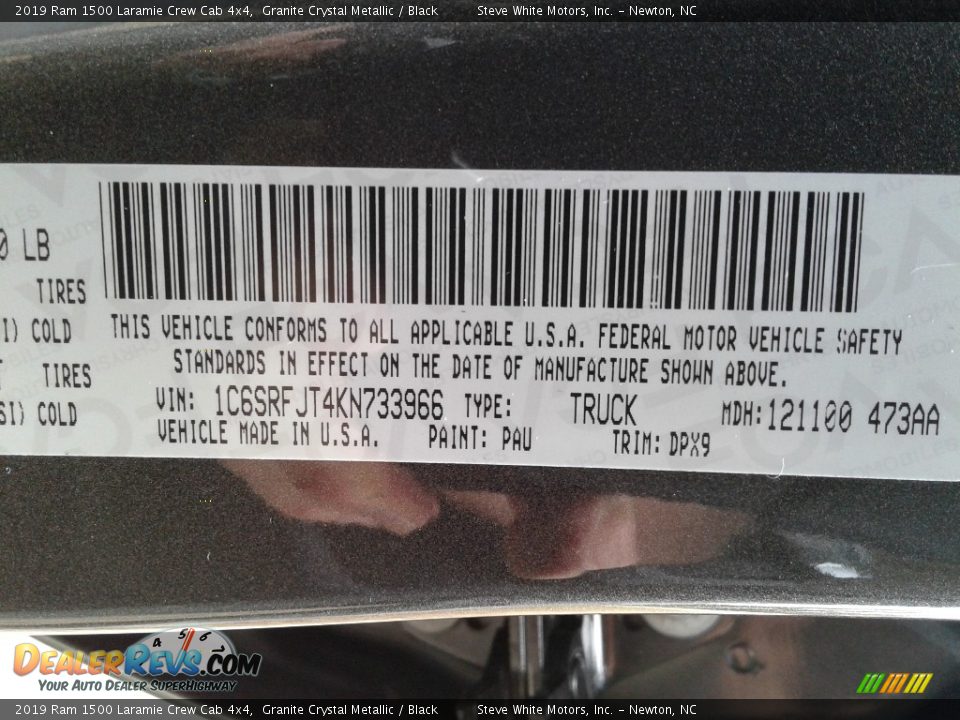 2019 Ram 1500 Laramie Crew Cab 4x4, Granite Crystal Metallic / Black Steve White Motors, Inc. - Newton, NC
0 LB
TIRES
I) COLD
TIRES
SI) COLD
THIS VEHICLE CONFORMS TO ALL APPLICABLE U.S.A. FEDERAL MOTOR VEHICLE SAFETY
STANDARDS IN EFFECT ON THE DATE OF MANUFACTURE SHOWN ABOVE.
VIN: 1C6SRFJT4KN733966 TYPE: TRUCK MDH: 121100 473AA
VEHICLE MADE IN U.S.A. PAINT: PAU TRIM: DPX9
4 5 6
DEALERREVS.COM
YOUR AUTO DEALER SUPERHIGHWAY
2019 Ram 1500 Laramie Crew Cab 4x4, Granite Crystal Metallic / Black Steve White Motors, Inc. - Newton, NC